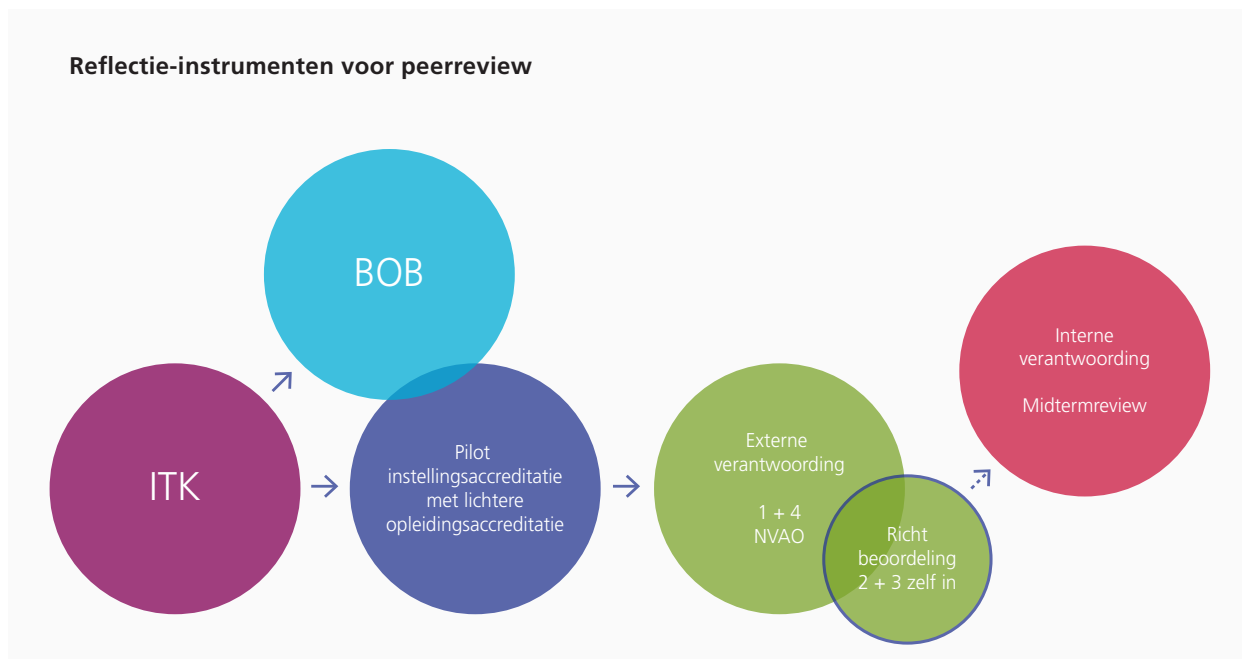 Reflectie-instrumenten voor peerreview
BOB
ITK
Pilot
instellingsaccreditatie
met lichtere
opleidingsaccreditatie
Externe
verantwoording
1 + 4
NVAO
Richt
beoordeling
2 + 3 zelf in
Interne
verantwoording
Midtermreview